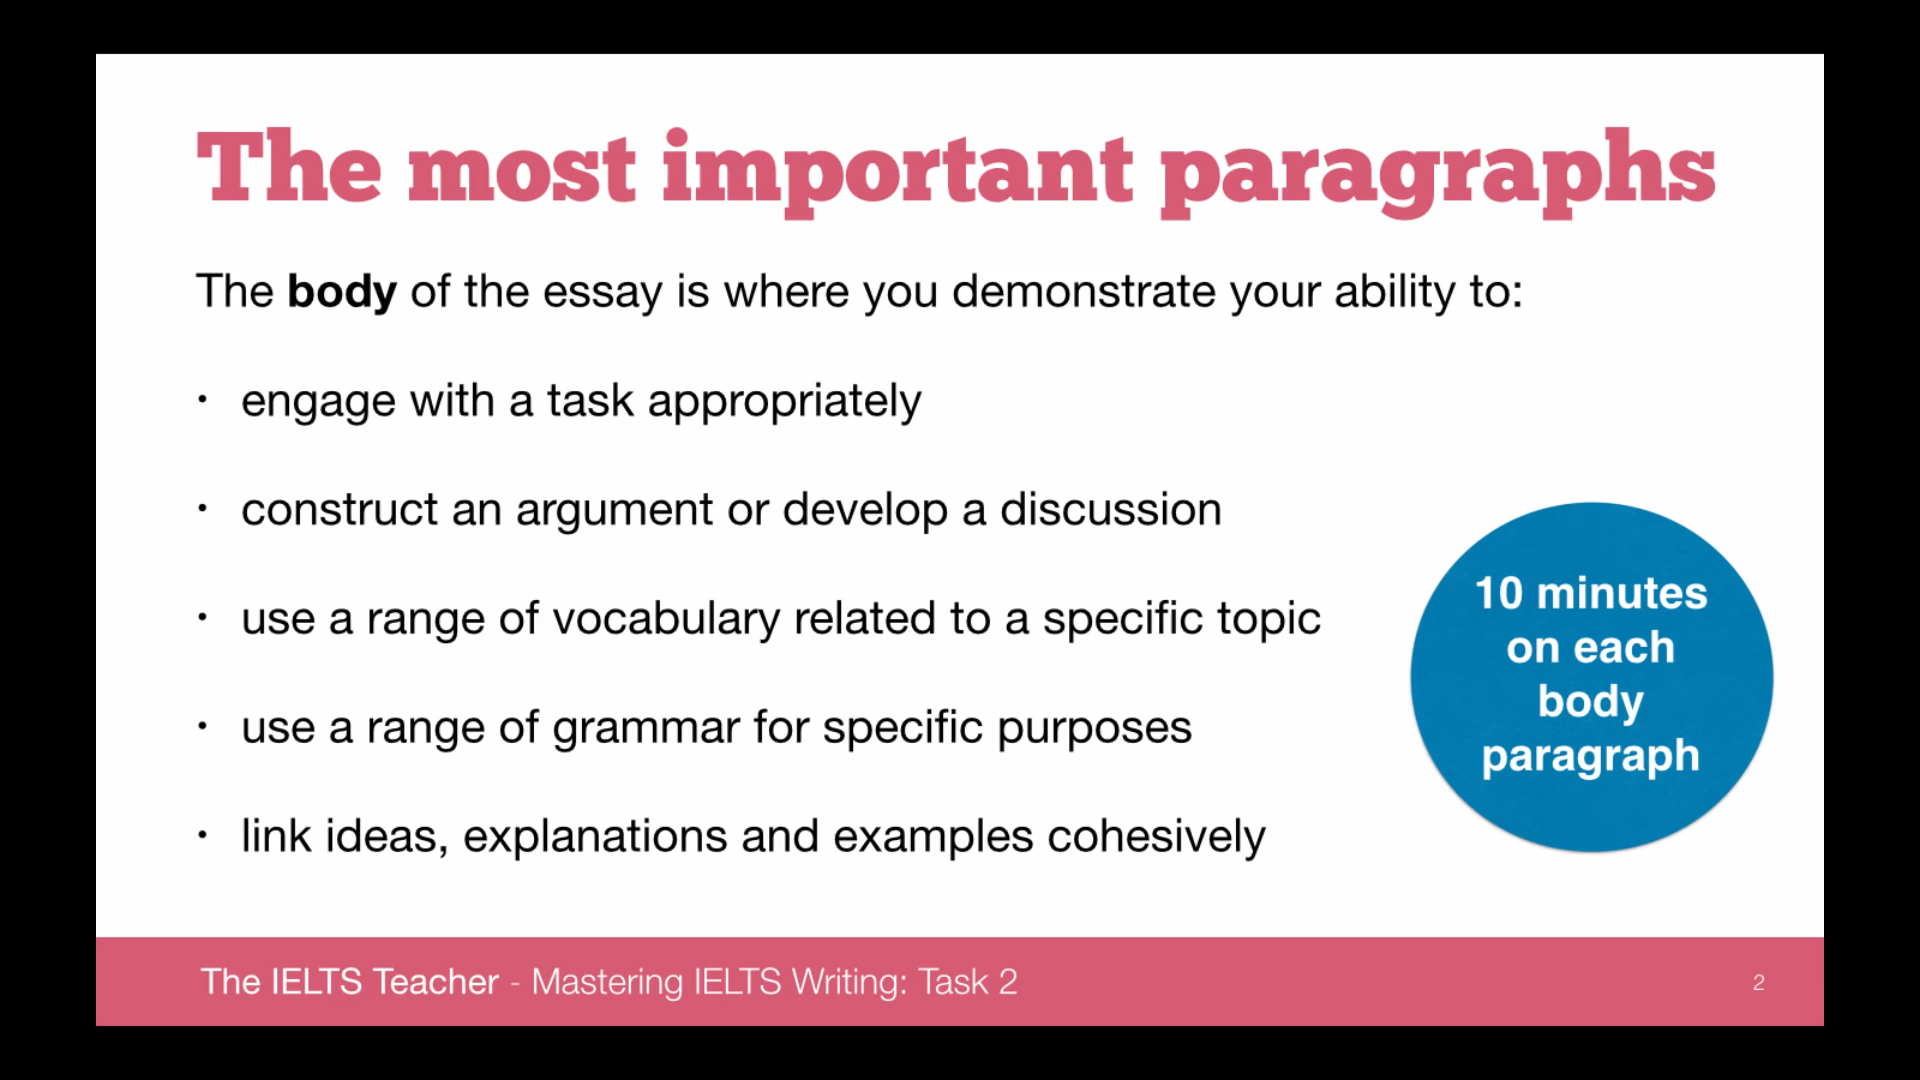 The most important paragraphs
The body of the essay is where you demonstrate your ability to:
• engage with a task appropriately
• construct an argument or develop a discussion
• use a range of vocabulary related to a specific topic
• use a range of grammar for specific purposes
• link ideas, explanations and examples cohesively
10 minutes
on each
body
paragraph
The IELTS Teacher - Mastering IELTS Writing: Task 2
2